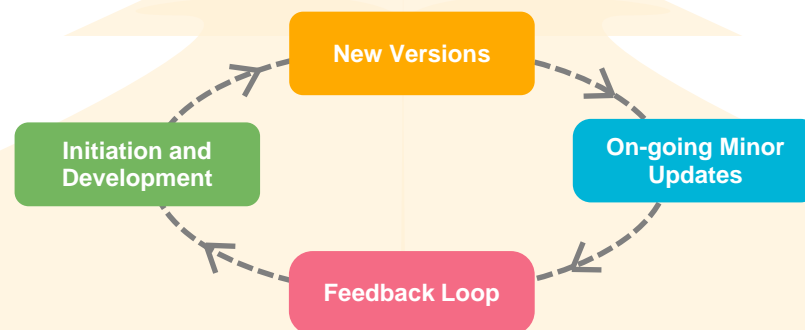 New Versions
Initiation and
Development
On-going Minor
Updates
Feedback Loop